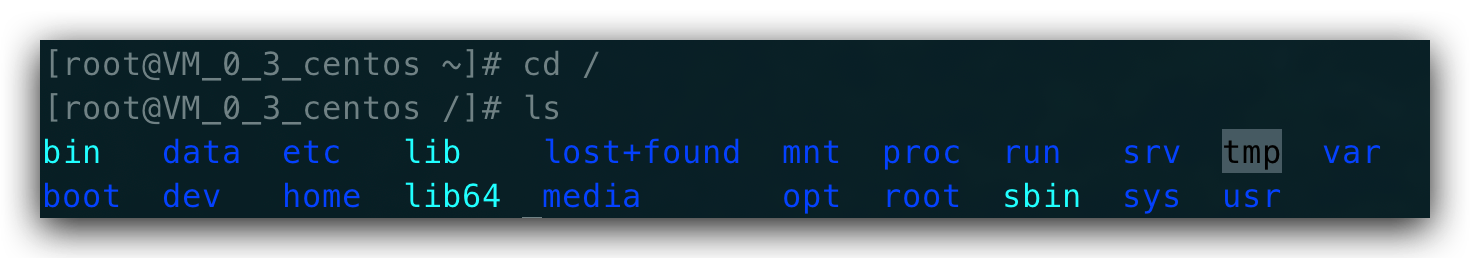 [root@VM_0_3_centos ~]# cd /
[root@VM_0_3_centos /]# ls
bin   data  etc   lib    lost+found  mnt  proc  run   srv  tmp  var
boot  dev   home  lib64  media       opt  root  sbin  sys  usr